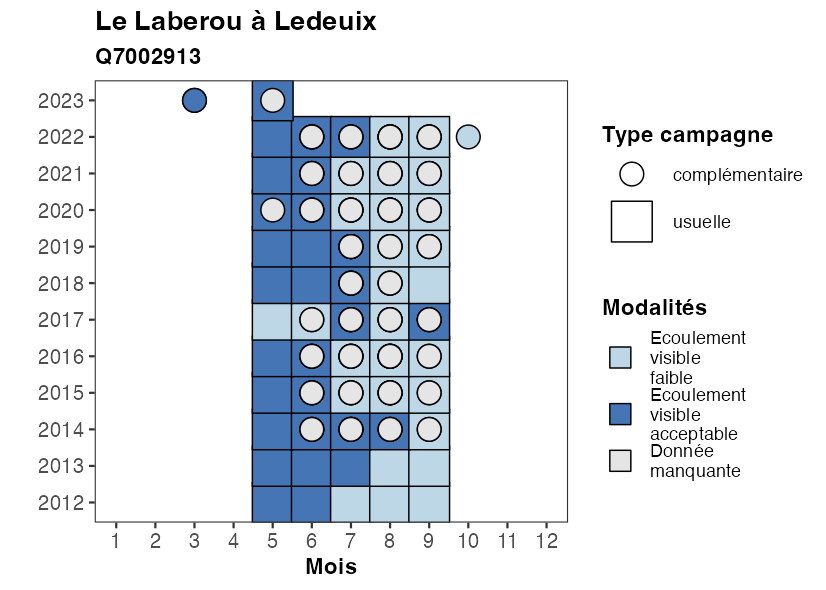 Le Laberou à Ledeuix
Q7002913
2023
2022
2021
2020
2019
2018
2017
2016
2015
2014
2013
2012
1 2 3 4 5 6 7 8 9 10 11 12
Mois
Type campagne
complémentaire
usuelle
Modalités
Ecoulement
visible
faible
Ecoulement
visible
acceptable
Donnée
manquante